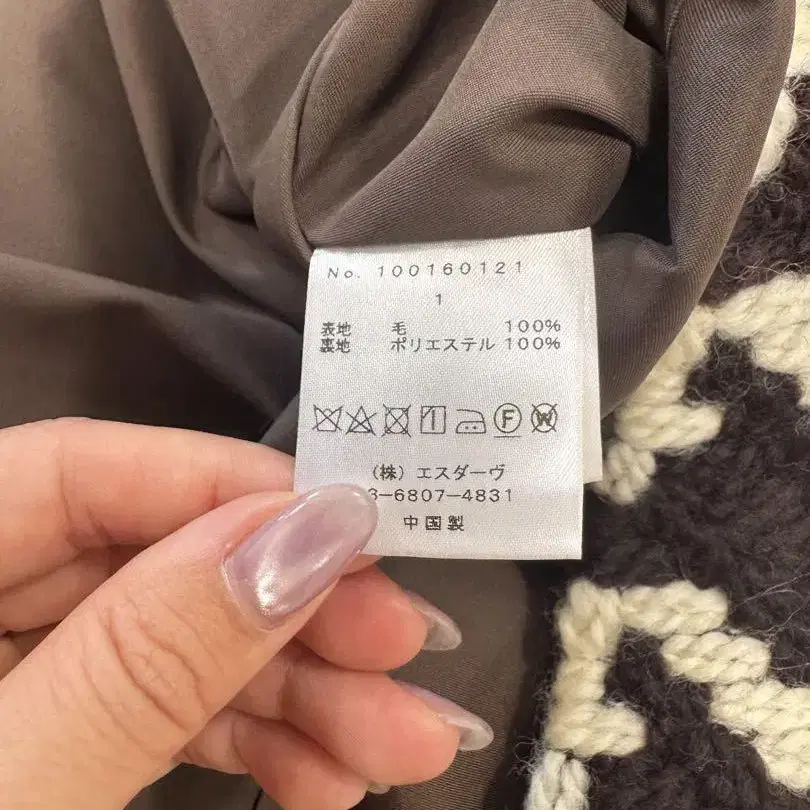 No. 100160121
1
表地 毛 100%
裏地 ポリエステル 100%
F W
(株) エスダーヴ
3-6807-4831
中国製